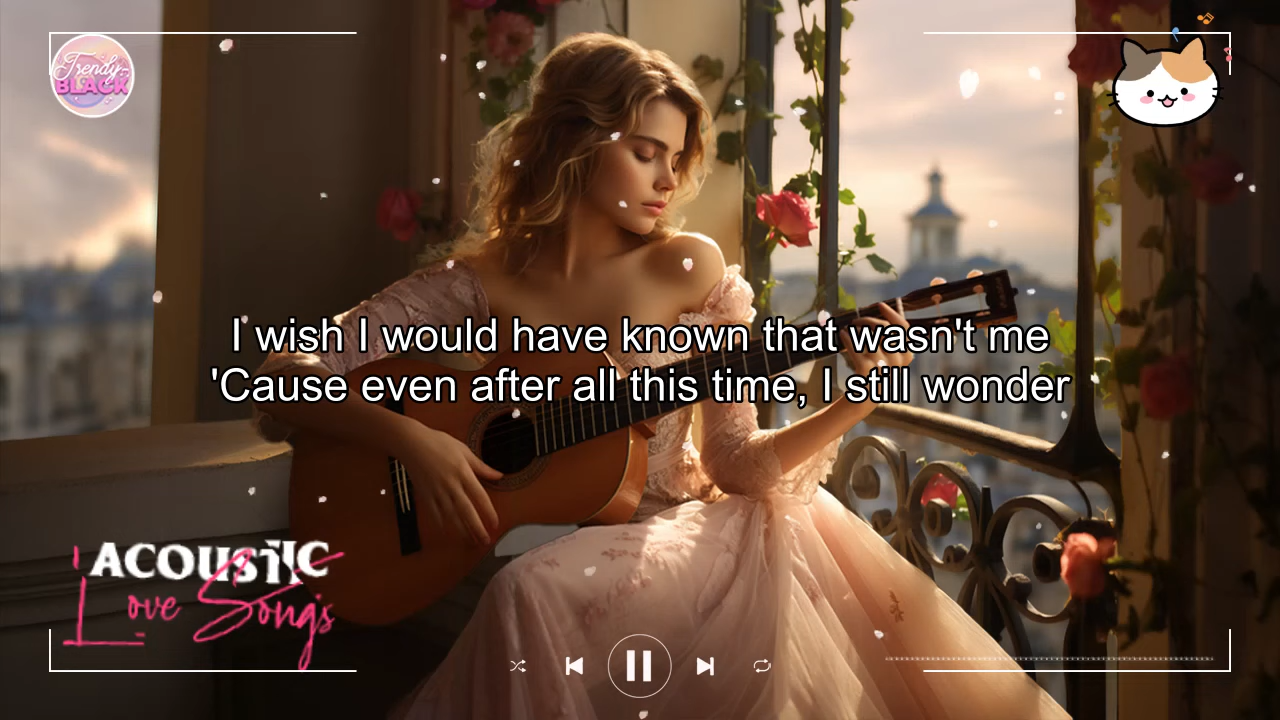 Trendy
BLACK
I wish I would have known that wasn't me
'Cause even after all this time, I still wonder
ACOUSTIC
Love Songs